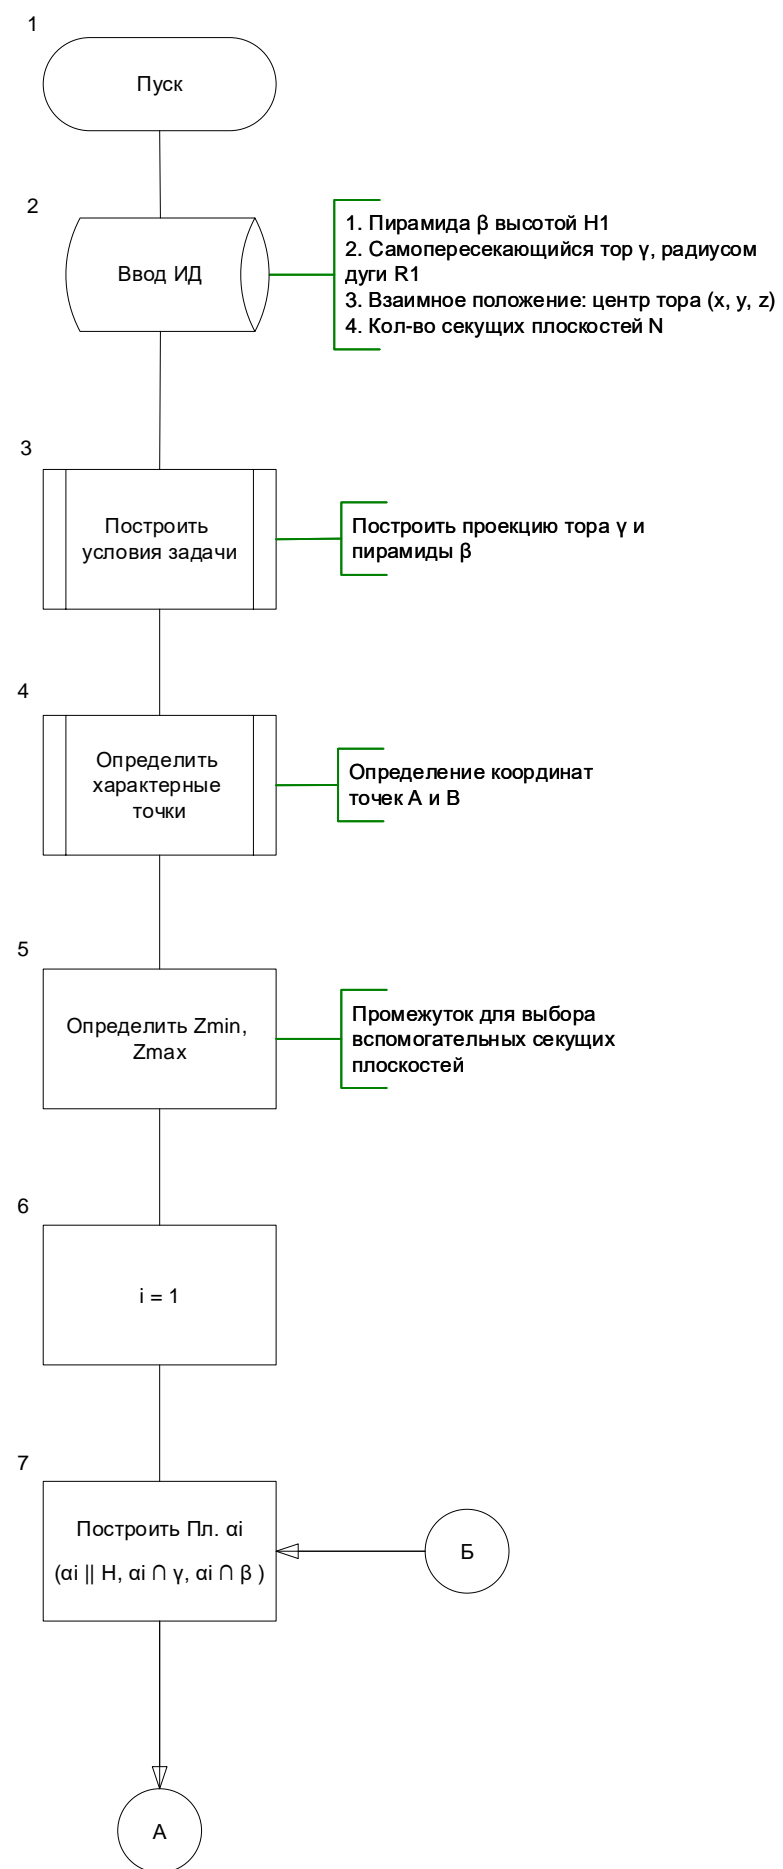 1
Пуск
2
Ввод ИД
1. Пирамида β высотой H1
2. Самопересекающийся тор γ, радиусом
дуги R1
3. Взаимное положение: центр тора (x, y, z)
4. Кол-во секущих плоскостей N
3
Построить
условия задачи
Построить проекцию тора γ и
пирамиды β
4
Определить
характерные
точки
Определение координат
точек А и В
5
Определить Zmin,
Zmax
Промежуток для выбора
вспомогательных секущих
плоскостей
6
i = 1
7
Построить Пл. αi
(αi || H, αi ∩ γ, αi ∩ β )
Б
А